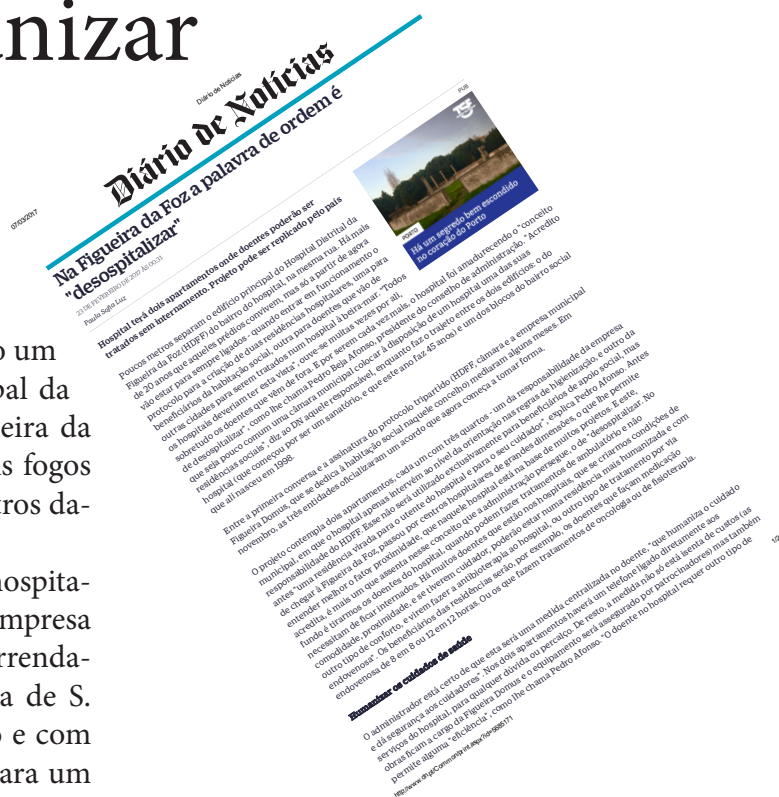 nizar
o um
pal da
eira da
s fogos
tros da-
hospita-
mpresa
rrenda-
a de S.
o e com
ara um
07/03/2017
Diário de Notícias
Diário de Notícias
Na Figueira da Foz a palavra de ordem é
"desospitalizar"
23 DE FEVEREIRO DE 2017 ÀS 00:31
Paula Sofia Luz
PUB
TSF
PORTO
Há um segredo bem escondido
no coração do Porto
Hospital terá dois apartamentos onde doentes poderão ser
tratados sem internamento. Projeto pode ser replicado pelo país
Poucos metros separam o edifício principal do Hospital Distrital da
Figueira da Foz (HDFF) do bairro do hospital, na mesma rua. Há mais
de 20 anos que aqueles prédios convivem, mas só a partir de agora
vão estar para sempre ligados - quando entrar em funcionamento o
protocolo para a criação de duas residências hospitalares, uma para
beneficiários da habitação social, outra para doentes que vão de
outras cidades para serem tratados num hospital à beira-mar. "Todos
os hospitais deveriam ter esta vista", ouve-se muitas vezes por ali,
sobretudo os doentes que vêm de fora. E por serem cada vez mais, o hospital foi amadurecendo o "conceito
de desospitalizar", como lhe chama Pedro Beja Afonso, presidente do conselho de administração. "Acredito
que seja pouco comum uma câmara municipal colocar à disposição de um hospital uma das suas
residências sociais", diz ao DN aquele responsável, enquanto faz o trajeto entre os dois edifícios: o do
hospital (que começou por ser um sanatório, e que este ano faz 45 anos) e um dos blocos do bairro social
que ali nasceu em 1998.
Entre a primeira conversa e a assinatura do protocolo tripartido (HDFF, câmara e a empresa municipal
Figueira Domus, que se dedica à habitação social naquele concelho) mediaram alguns meses. Em
novembro, as três entidades oficializaram um acordo que agora começa a tomar forma.
O projeto contempla dois apartamentos, cada um com três quartos - um da responsabilidade da empresa
municipal, em que o hospital apenas intervém ao nível da orientação nas regras de higienização, e outro da
responsabilidade do HDFF. Esse não será utilizado exclusivamente para beneficiários de apoio social, mas
antes "uma residência virada para o utente do hospital e para o seu cuidador", explica Pedro Afonso. Antes
de chegar à Figueira da Foz, passou por centros hospitalares de grandes dimensões, o que lhe permite
entender melhor o fator proximidade, que naquele hospital está na base de muitos projetos. E este,
acredita, é mais um que assenta nesse conceito que a administração persegue, o de "desospitalizar. No
fundo é tirarmos os doentes do hospital, quando podem fazer tratamentos de ambulatório e não
necessitam de ficar internados. Há muitos doentes que estão nos hospitais, que se criarmos condições de
comodidade, proximidade, e se tiverem cuidador, poderão estar numa residência mais humanizada e com
outro tipo de conforto, e virem fazer a antibioterapia ao hospital, ou outro tipo de tratamento por via
endovenosa". Os beneficiários das residências serão, por exemplo, os doentes que façam medicação
endovenosa de 8 em 8 ou 12 em 12 horas. Ou os que fazem tratamentos de oncologia ou de fisioterapia.
Humanizar os cuidados de saúde
O administrador está certo de que esta será uma medida centralizada no doente, "que humaniza o cuidado
e dá segurança aos cuidadores". Nos dois apartamentos haverá um telefone ligado diretamente aos
serviços do hospital, para qualquer dúvida ou percalço. De resto, a medida não só está isenta de custos (as
obras ficam a cargo da Figueira Domus e o equipamento será assegurado por patrocinadores) mas também
permite alguma "eficiência", como lhe chama Pedro Afonso. "O doente no hospital requer outro tipo de